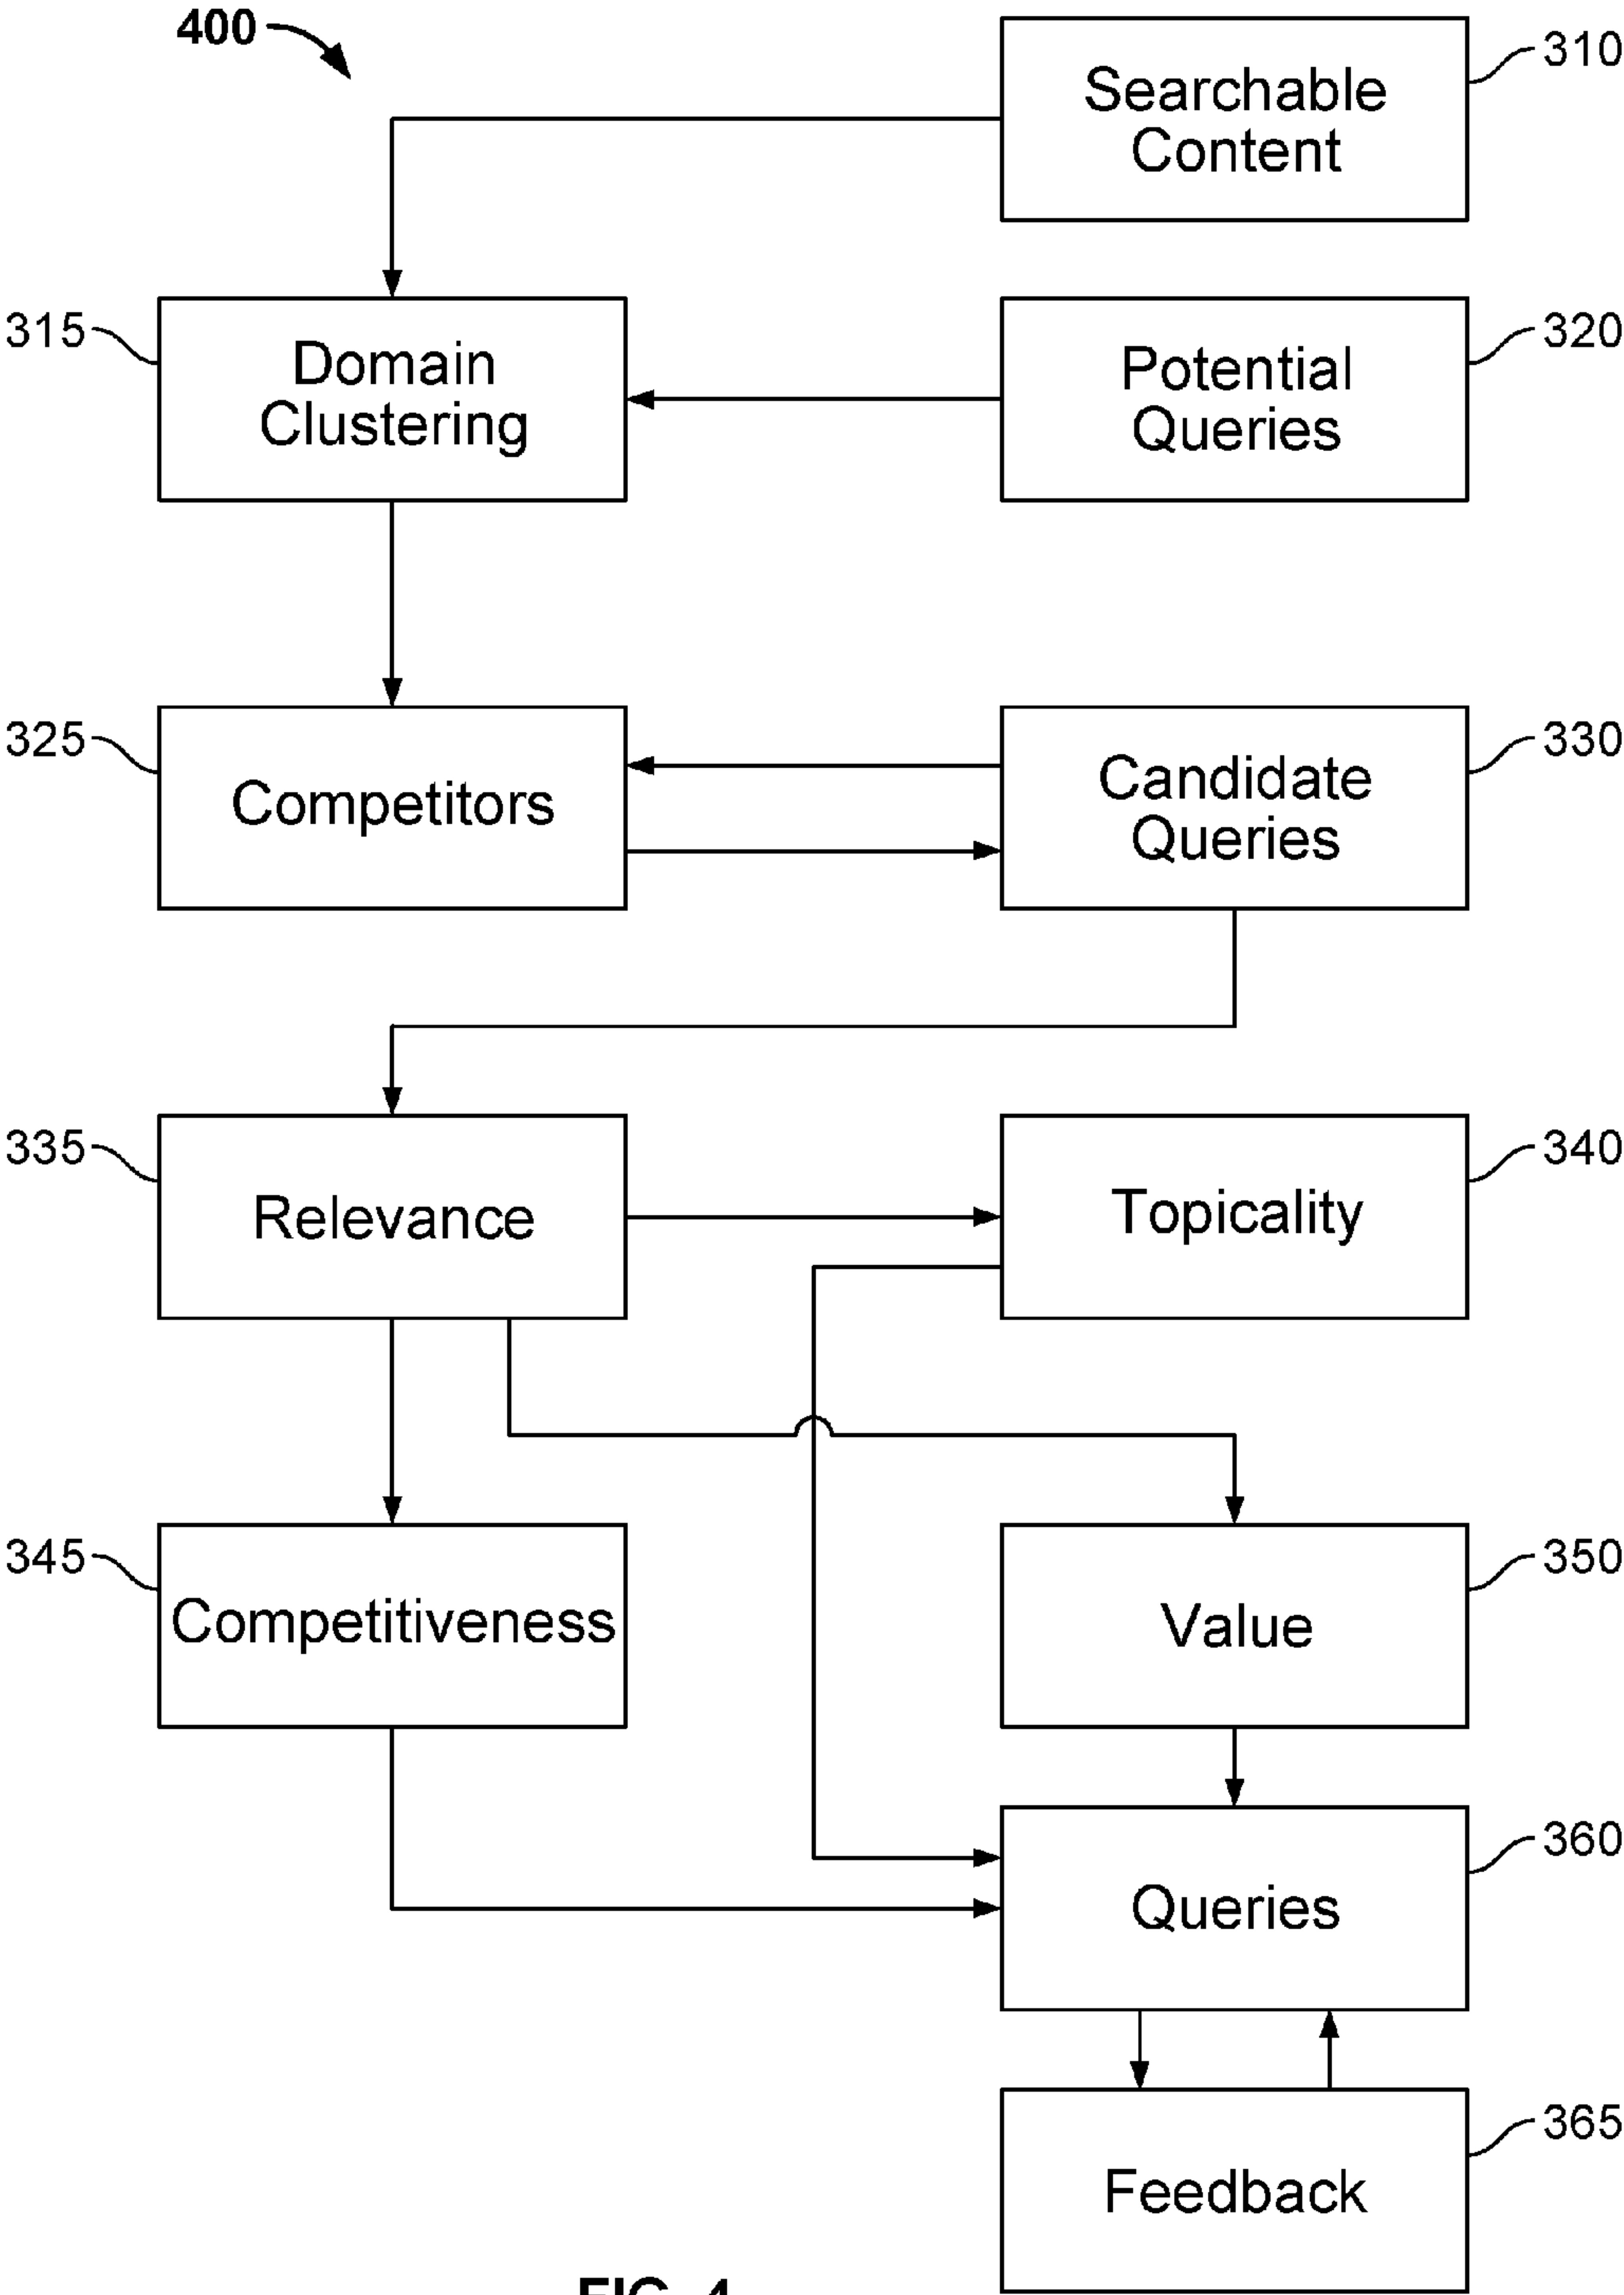 400
310
Searchable
Content
315
Domain
Clustering
320
Potential
Queries
325
Competitors
330
Candidate
Queries
335
Relevance
340
Topicality
345
Competitiveness
350
Value
360
Queries
365
Feedback